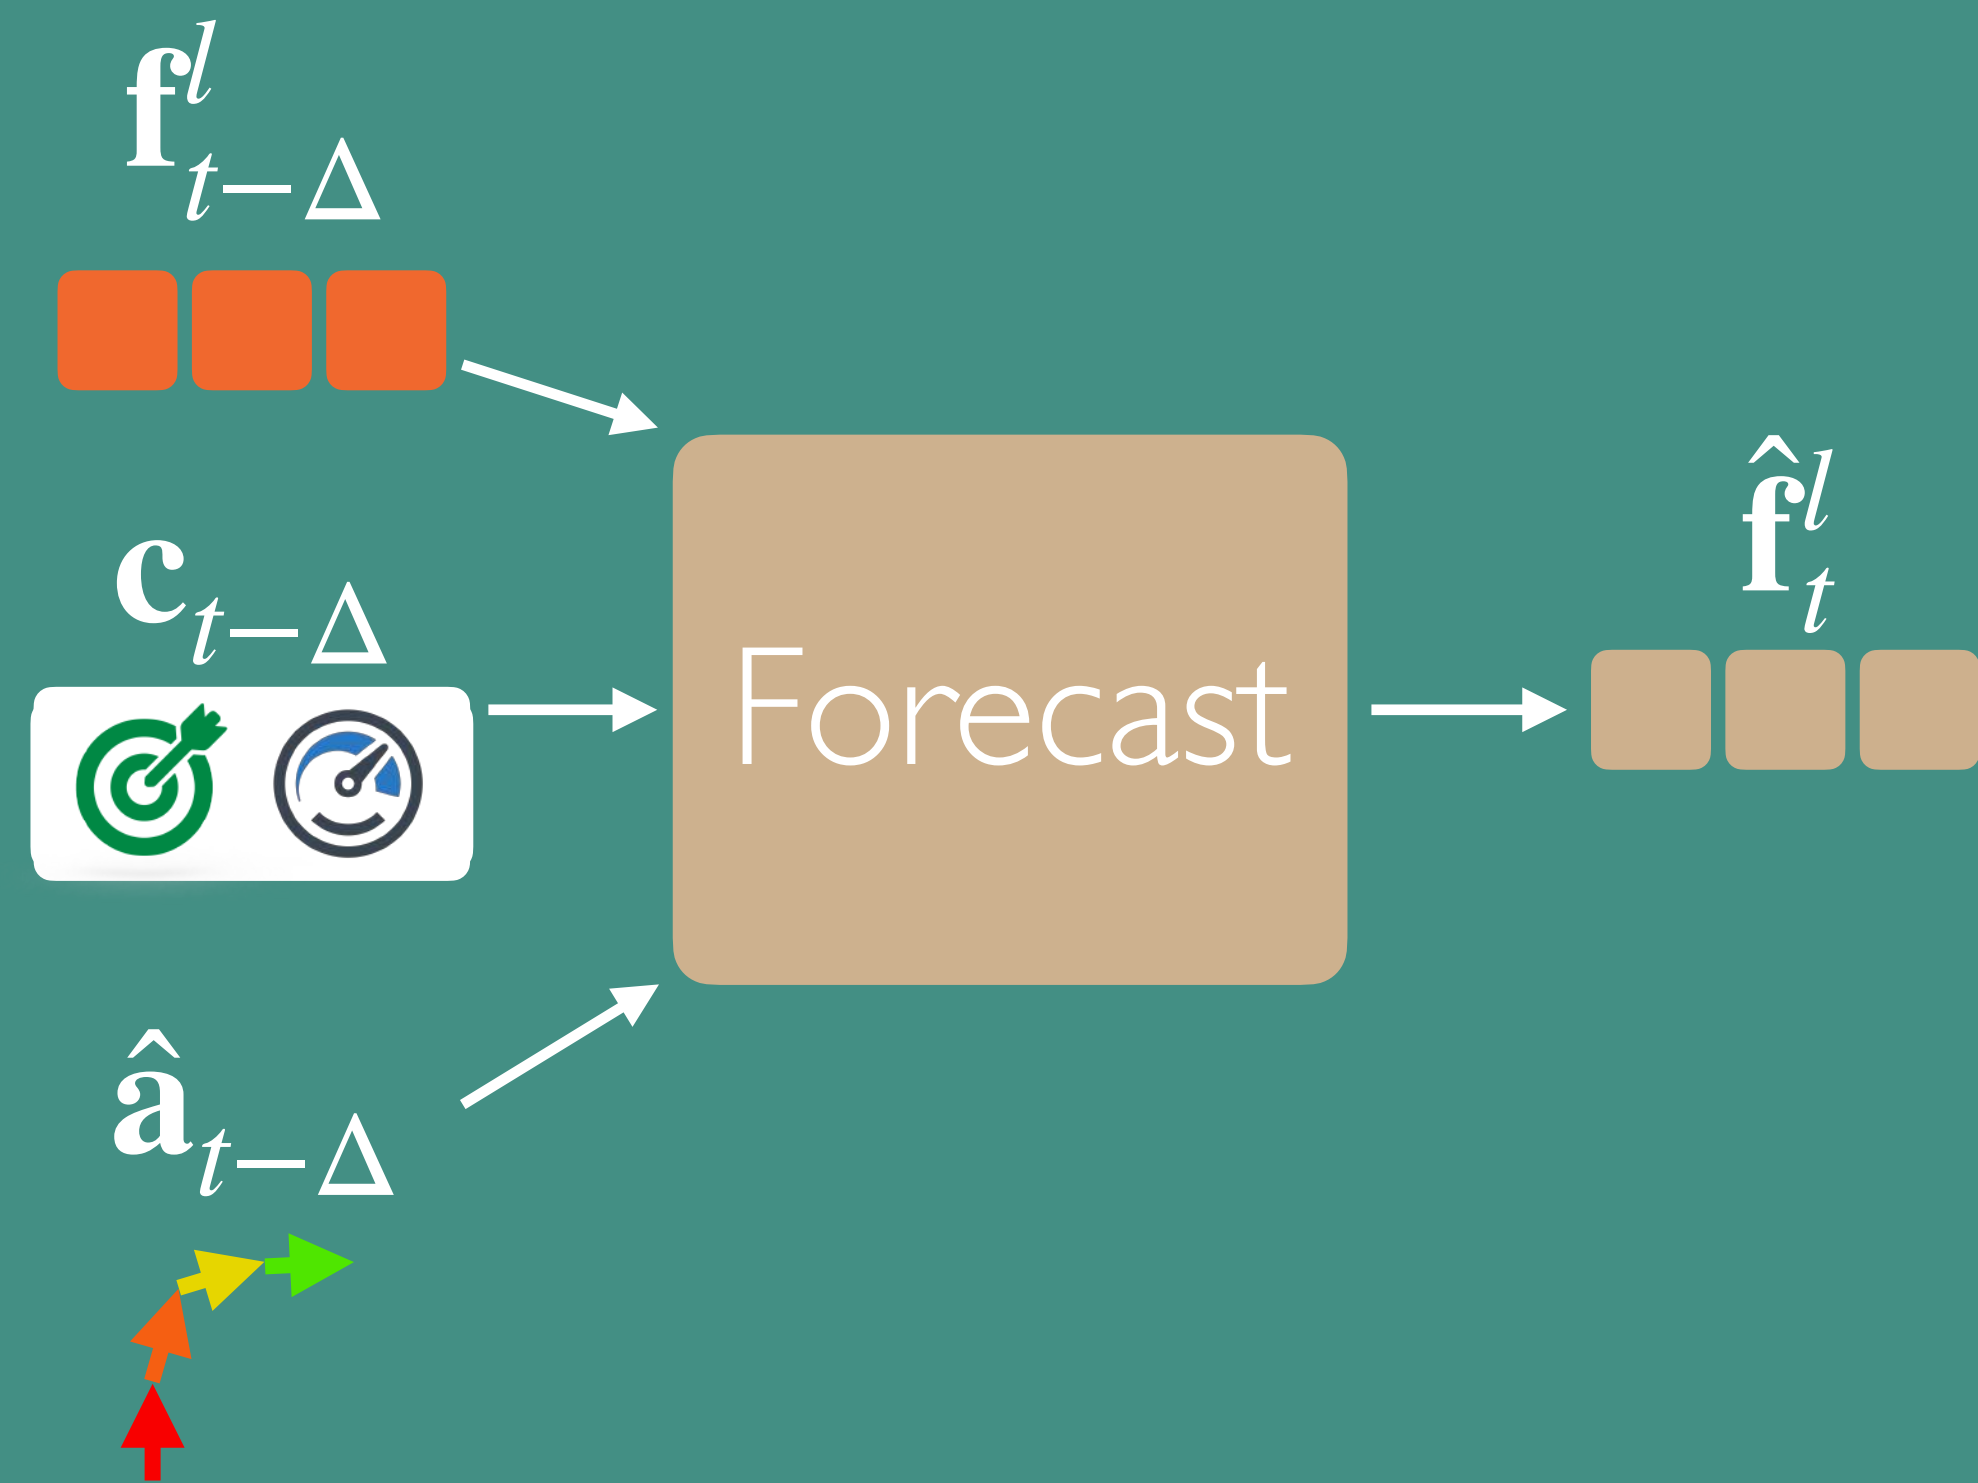 f^l_{t−Δ}
c_{t−Δ}
Forecast
f̂^l_t
â_{t−Δ}